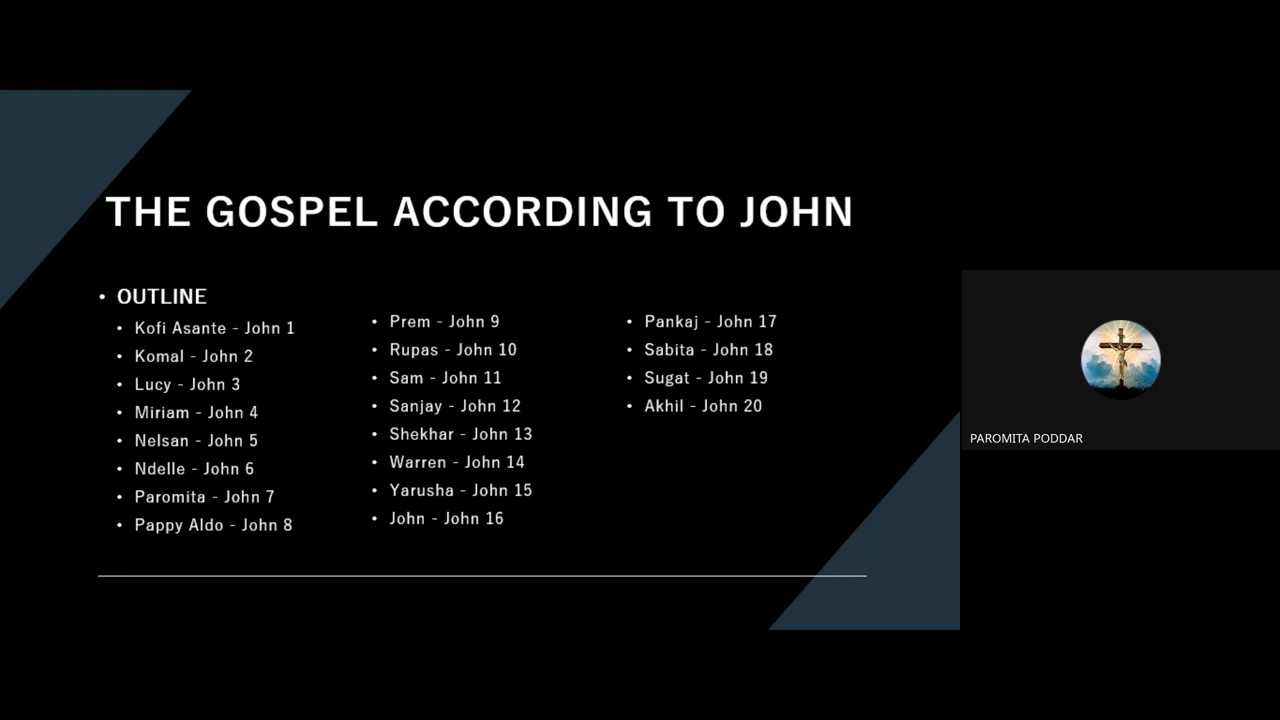 THE GOSPEL ACCORDING TO JOHN
• OUTLINE
• Kofi Asante - John 1
• Komal - John 2
• Lucy - John 3
• Miriam - John 4
• Nelsan - John 5
• Ndelle - John 6
• Paromita - John 7
• Pappy Aldo - John 8
• Prem - John 9
• Rupas - John 10
• Sam - John 11
• Sanjay - John 12
• Shekhar - John 13
• Warren - John 14
• Yarusha - John 15
• John - John 16
• Pankaj - John 17
• Sabita - John 18
• Sugat - John 19
• Akhil - John 20
PAROMITA PODDAR